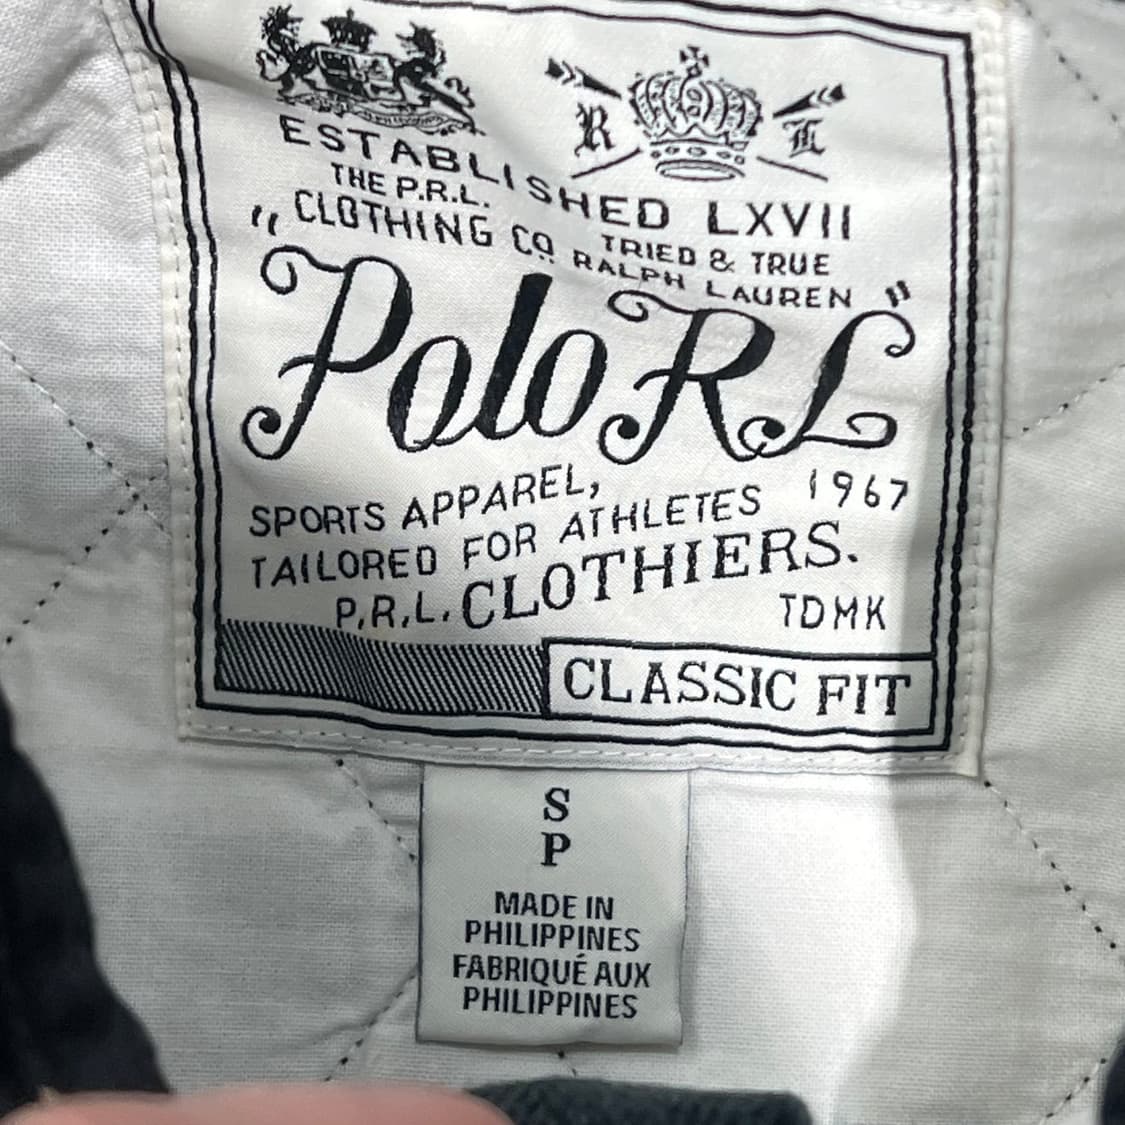 R L
ESTABLISHED LXVII
THE P.R.L.
TRIED & TRUE
"CLOTHING CO. RALPH LAUREN"
Polo RL
SPORTS APPAREL,
1967
TAILORED FOR ATHLETES
P.R.L. CLOTHIERS.
TDMK
CLASSIC FIT
S
P
MADE IN
PHILIPPINES
FABRIQUÉ AUX
PHILIPPINES